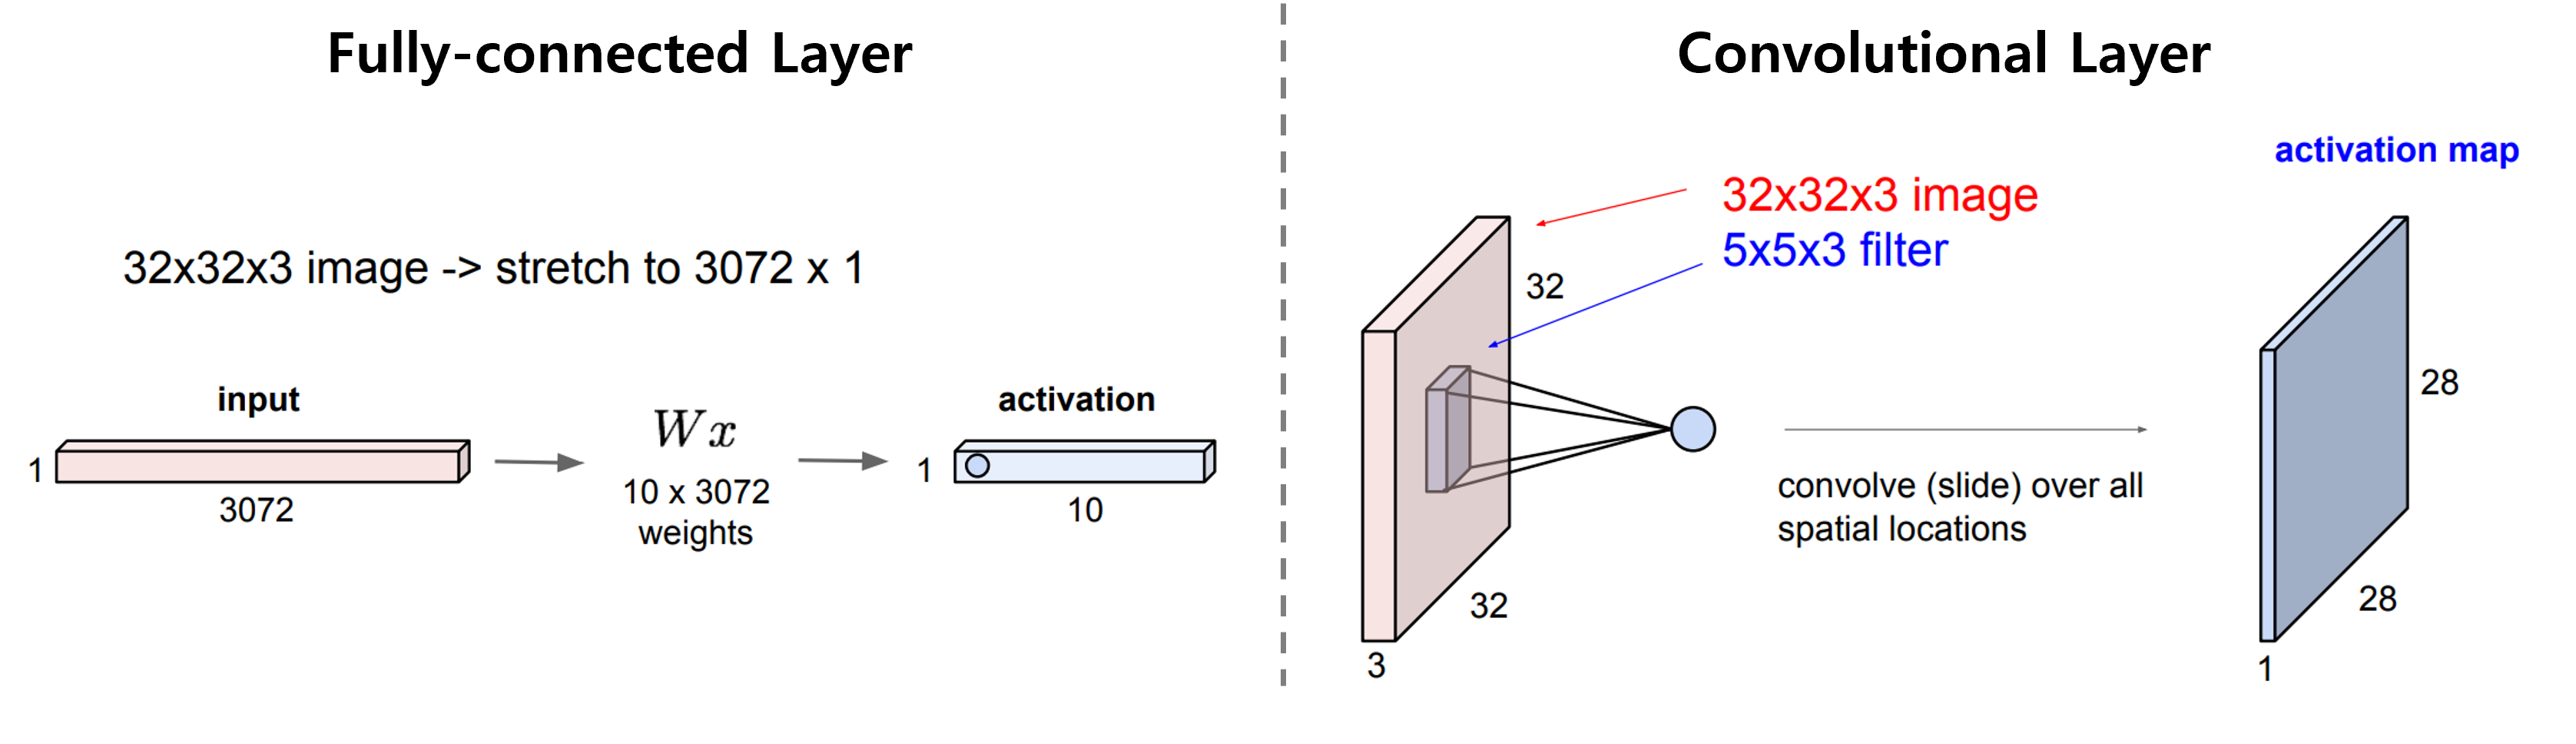 Fully-connected Layer
32x32x3 image -> stretch to 3072 x 1
input
1
3072
Wx
10 x 3072
weights
activation
1
10
Convolutional Layer
32x32x3 image
5x5x3 filter
32
32
3
convolve (slide) over all
spatial locations
activation map
28
28
1